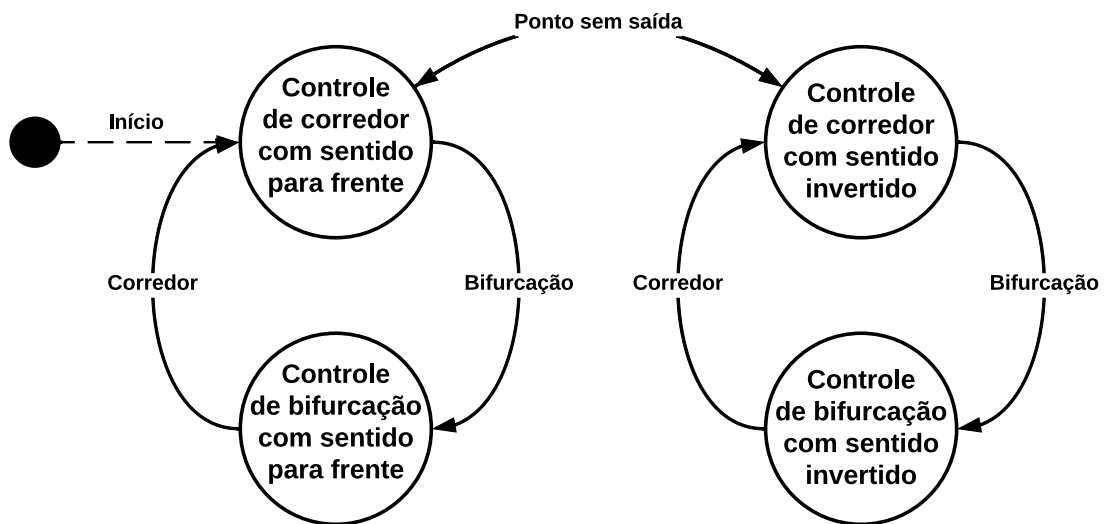 Ponto sem saída
Início
Controle
de corredor
com sentido
para frente
Controle
de corredor
com sentido
invertido
Corredor
Bifurcação
Corredor
Bifurcação
Controle
de bifurcação
com sentido
para frente
Controle
de bifurcação
com sentido
invertido